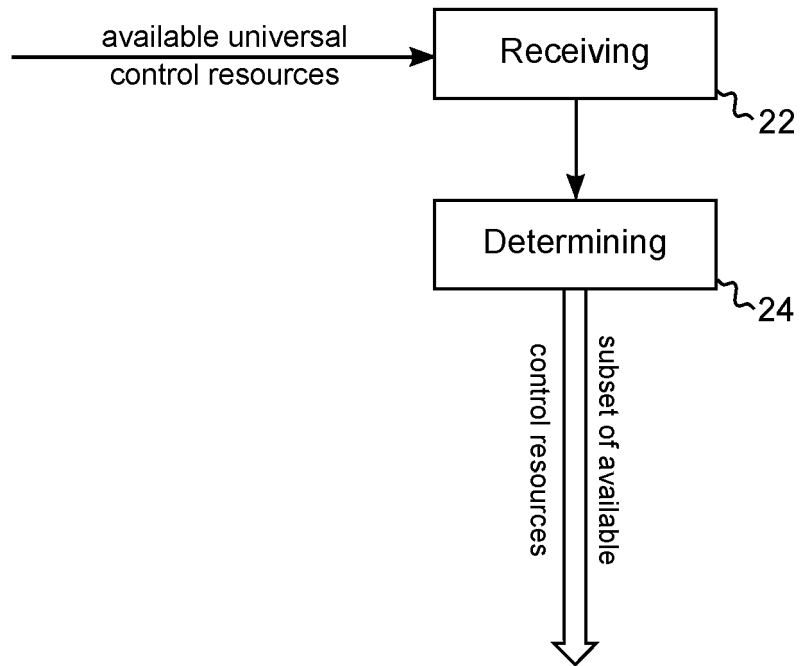 available universal
control resources
Receiving
22
Determining
24
subset of available
control resources